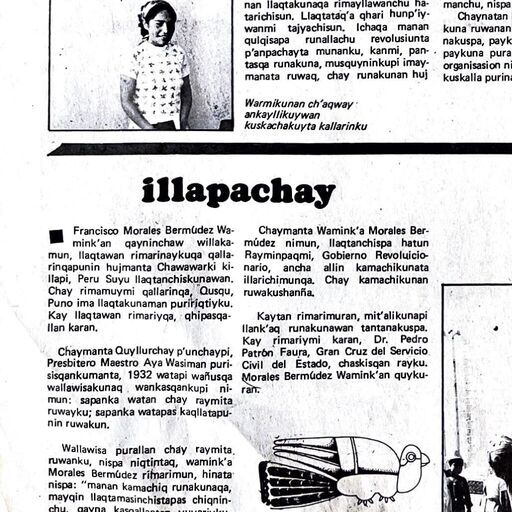 nan llaqtakunaqa rimayllawanchu ha-
tarichisun. Llaqtatáq'a qhari hunp'iy-
wanmi tajyachisun. Ichaqa manan
qulqisapa runallachu revolusiunta
p'anpachayta munanku, kanmi, pan-
tasqa runakuna, musquyninkupi imay-
manata ruwaq, chay runakunan huj
Warmikunan ch'aqway
ankayllikuywan
kuskachakuyta kallarinku
manchu, nispa
Chaynatan
kuna ruwanan
nakuspa, payk
paykuna pura
organisasion ni
kuskalla purina
illapachay
Francisco Morales Bermúdez Wa-
mink'an qayninchaw willaka-
mun, llaqtawan rimarinaykuqa qalla-
rinqapunin hujmanta Chawawarki ki-
llapi, Peru Suyu llaqtanchiskunawan.
Chay rimamuymi qallarinqa, Qusqu,
Puno ima llaqtakunaman puririqtiyku.
Kay llaqtawan rimariyqa, qhipasqa-
llan karan.
Chaymanta Quyllurchay p'unchaypi,
Presbitero Maestro Aya Wasiman puri-
sisqankumanta, 1932 watapi wañusqa
wallawisakunaq wankasqankupi ni-
mun: sapanka watan chay raymita
ruwayku; sapanka watapas kaqllatapu-
nin ruwakun.
Wallawisa purallan chay raymita
ruwanku, nispa niqtintaq, wamink'a
Morales Bermúdez rimarimun, hinata
nispa: "manan kamachiq runakunaqa,
mayqin llaqtamasinchistapas chiqnin-
chu, qayna kasqallantan
Chaymanta Wamink'a Morales Ber-
múdez nimun, llaqtanchispa hatun
Rayminpaqmi, Gobierno Revoluicio-
nario, ancha allin kamachikunata
illarichimunqa. Chay kamachikunan
ruwakushanña.
Kaytan rimarimuran, mit'alikunapi
llank'aq runakunawan tantanakuspa.
Kay rimariymi karan, Dr. Pedro
Patrón Faura, Gran Cruz del Servicio
Civil del Estado, chaskisqan rayku.
Morales Bermúdez Wamink'an quyku-
ran.